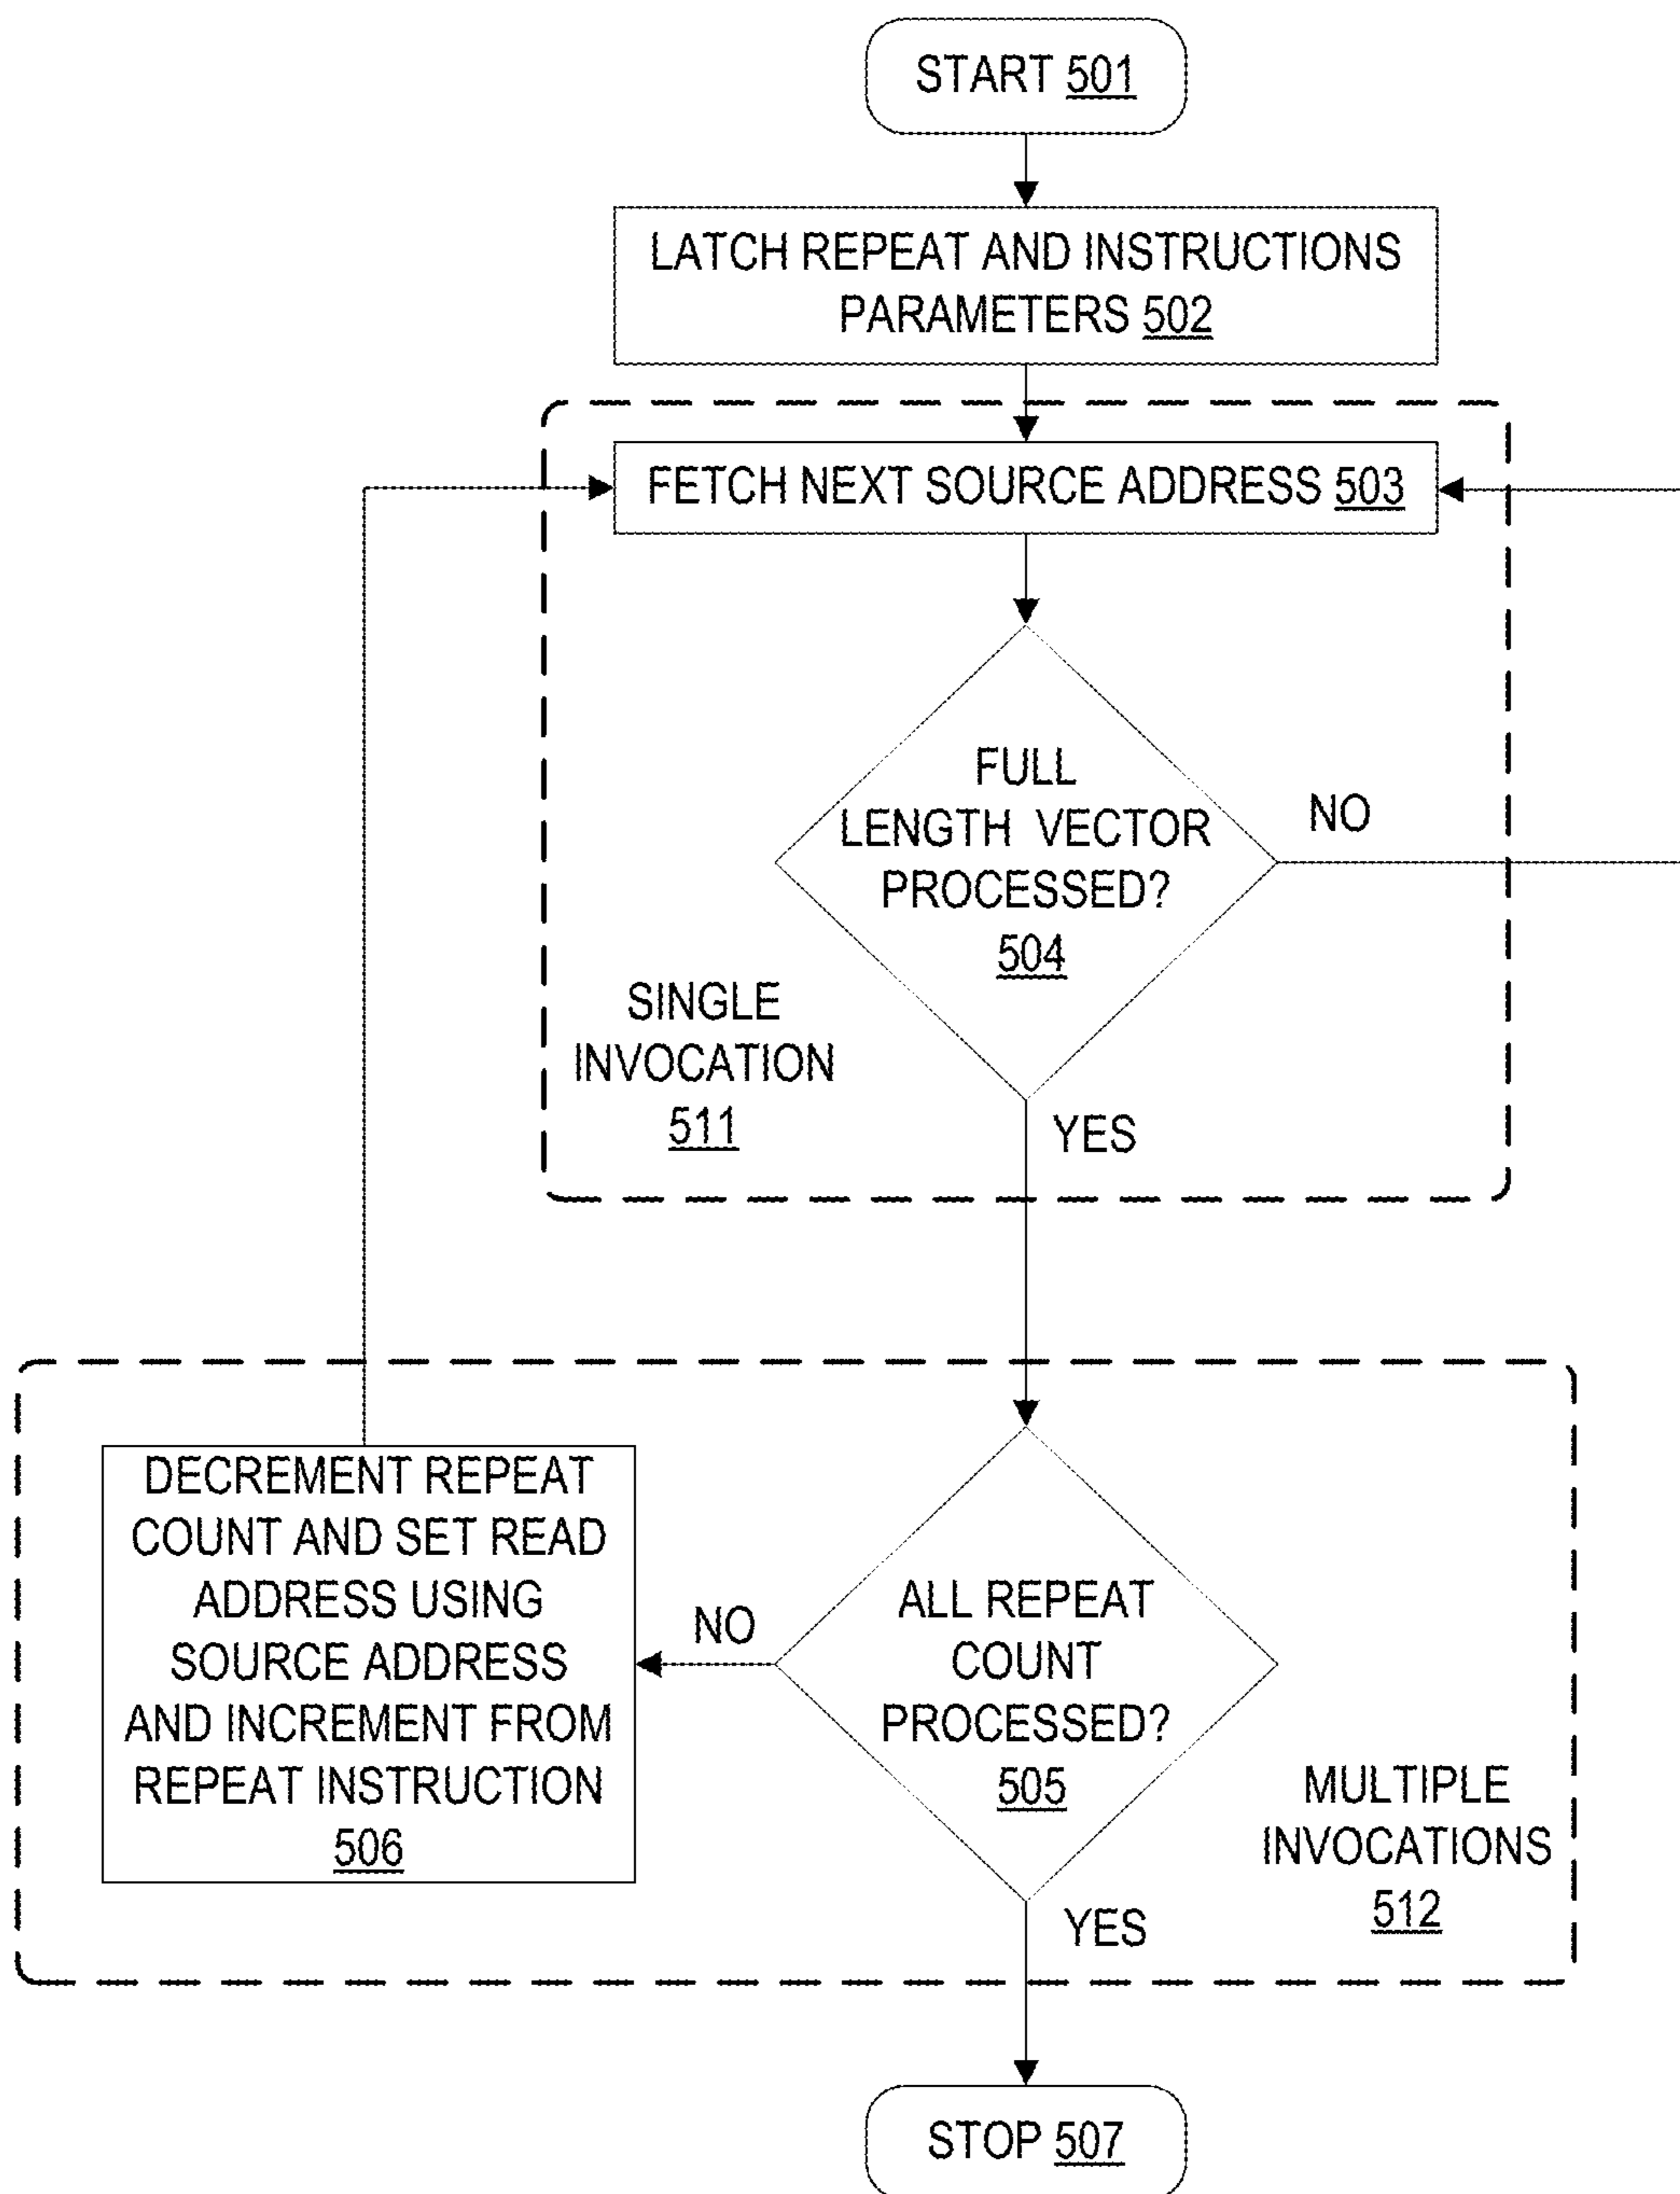 START 501
LATCH REPEAT AND INSTRUCTIONS
PARAMETERS 502
FETCH NEXT SOURCE ADDRESS 503
FULL
LENGTH VECTOR
PROCESSED?
504
NO
SINGLE
INVOCATION
511
YES
DECREMENT REPEAT
COUNT AND SET READ
ADDRESS USING
SOURCE ADDRESS
AND INCREMENT FROM
REPEAT INSTRUCTION
506
NO
ALL REPEAT
COUNT
PROCESSED?
505
MULTIPLE
INVOCATIONS
512
YES
STOP 507